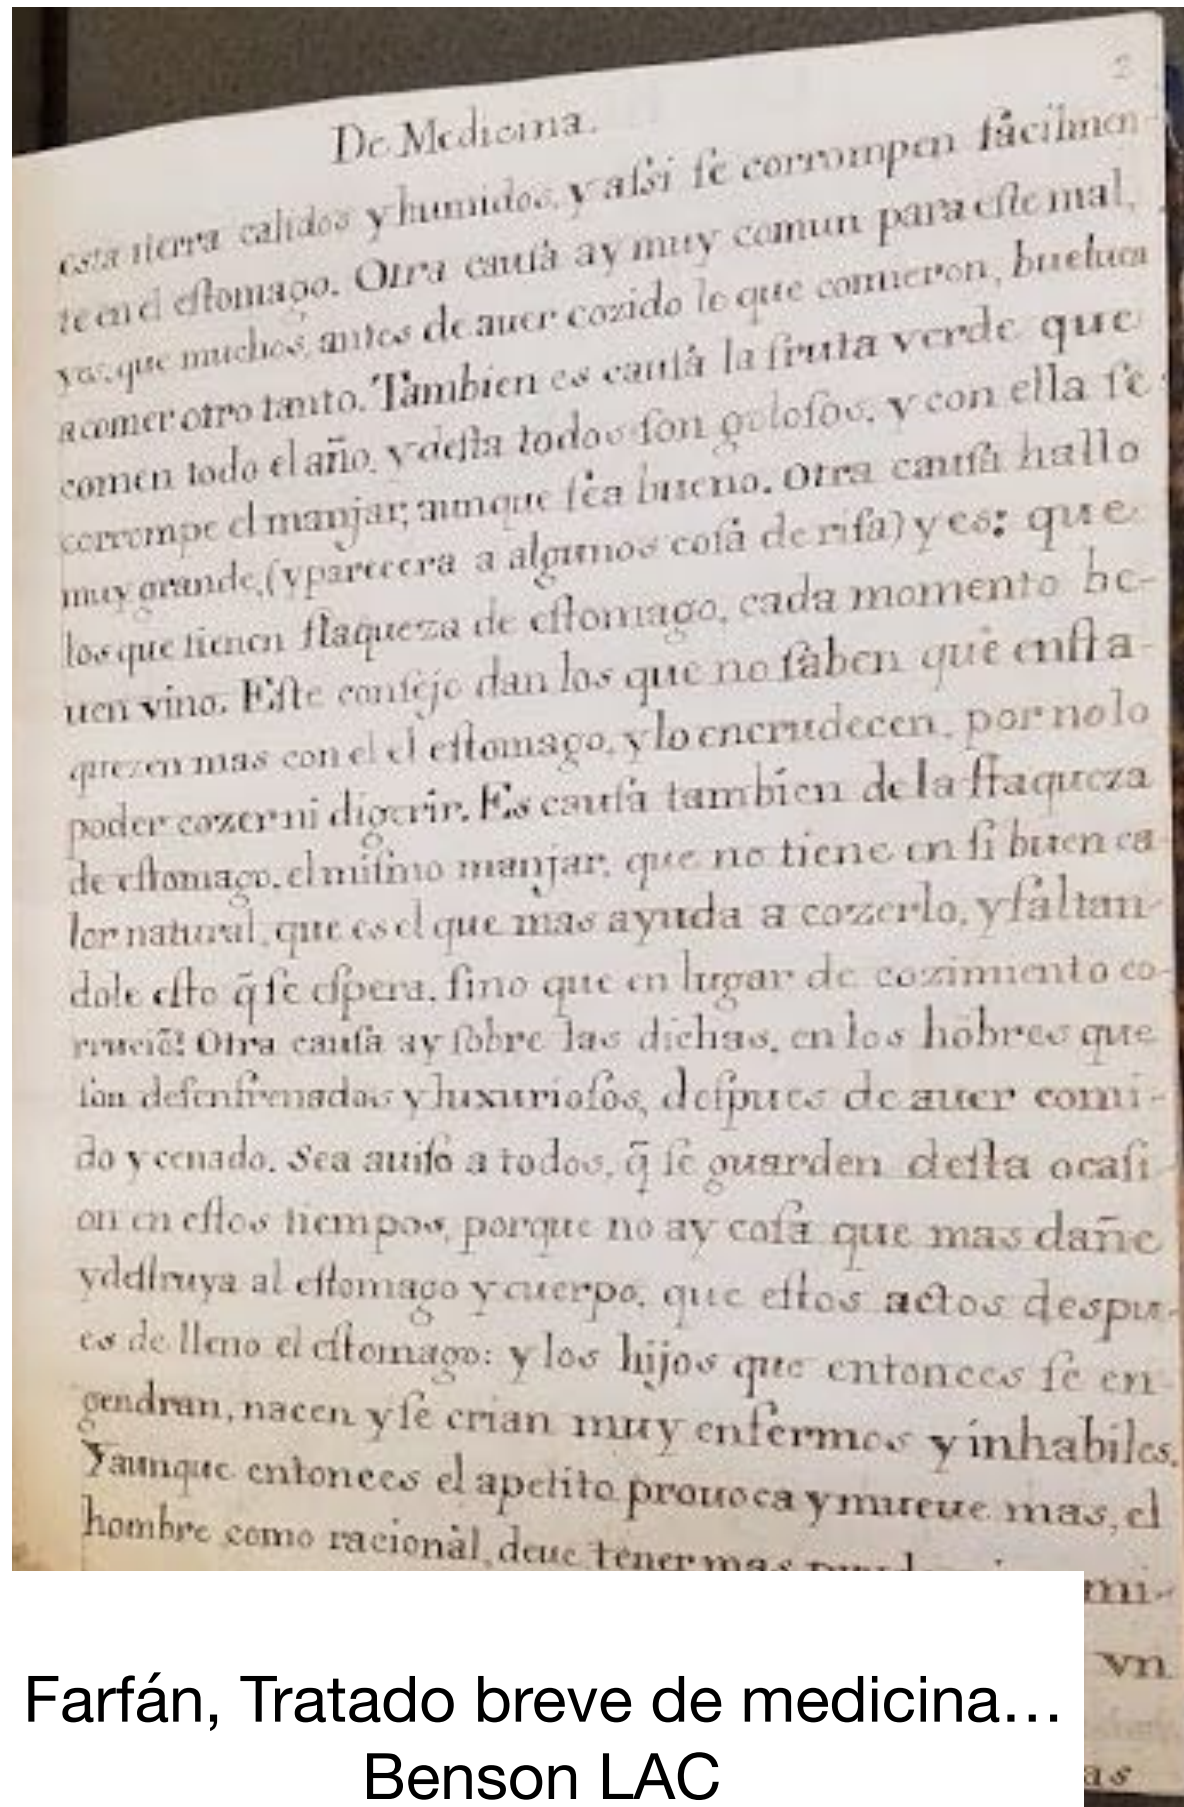 2
De Medicina.
esta tierra calidos y humidos, y aſsi ſe corrompen fàcilmen-
te en el eſtomago. Otra cauſa ay muy comun para eſte mal,
y es, que muchos, antes de auer cozido lo que comieron, bueluen
a comer otro tanto. Tambien es cauſa la fruta verde que
comen todo el año, y deſta todos ſon goloſos, y con ella ſe
corrompe el manjar, aunque ſea bueno. Otra cauſa hallo
muy grande, (y parecera a algunos coſa de riſa) y es: que
los que tienen flaqueza de eſtomago, cada momento be-
uen vino. Eſte conſejo dan los que no ſaben que enfla-
quezen mas con el el eſtomago, y lo encrudecen, por no lo
poder cozer ni digerir. Es cauſa tambien de la flaqueza
de eſtomago, el miſmo manjar, que no tiene en ſi buen ca-
lor natural, que es el que mas ayuda a cozerlo, y faltan-
dole eſto q̃ ſe eſpera, ſino que en lugar de cozimiento co-
rruciõ? Otra cauſa ay ſobre las dichas, en los hõbres que
ſon deſenfrenados y luxurioſos, deſpues de auer comi-
do y cenado. Sea auiſo a todos, q̃ ſe guarden deſta ocaſi-
on en eſtos tiempos, porque no ay coſa que mas dañe
y deſtruya al eſtomago y cuerpo, que eſtos actos despu-
es de lleno el eſtomago: y los hijos que entonces ſe en-
gendran, nacen y ſe crian muy enfermos y inhabiles.
Y aunque entonces el apetito prouoca y mueue mas, el
hombre como racionàl, deue tener mas
mi-
vn
as
Farfán, Tratado breve de medicina…
Benson LAC